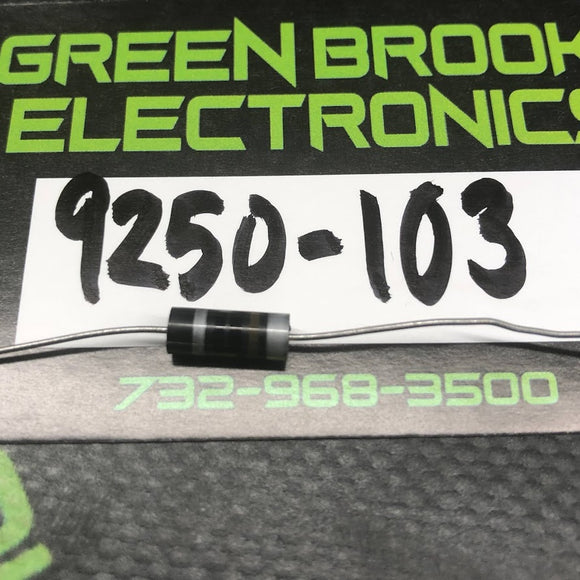 GREEN BROOK
ELECTRONICS
9250-103
732-968-3500